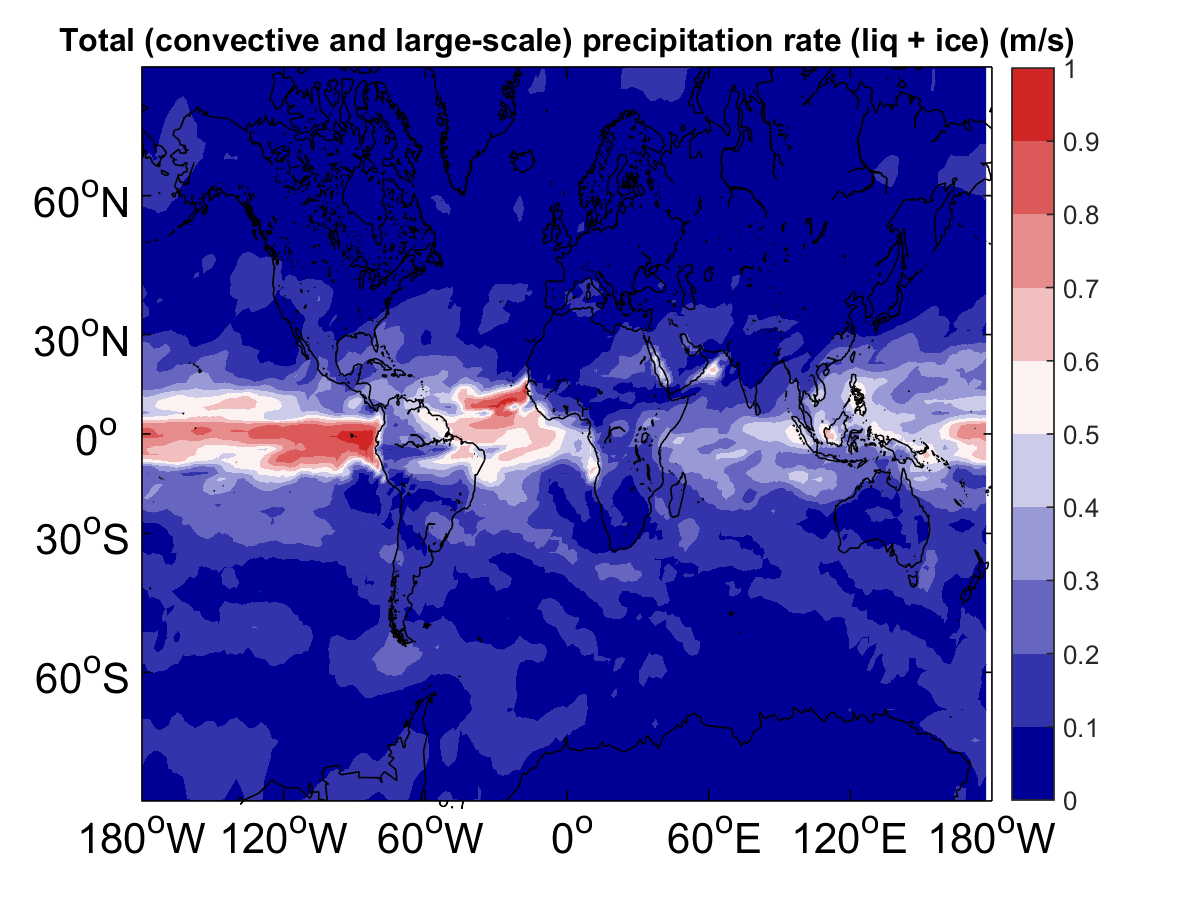 Total (convective and large-scale) precipitation rate (liq + ice) (m/s)
1
0.9
0.8
0.7
0.6
0.5
0.4
0.3
0.2
0.1
0
60°N
30°N
0°
30°S
60°S
180°W 120°W 60°W 0° 60°E 120°E 180°W